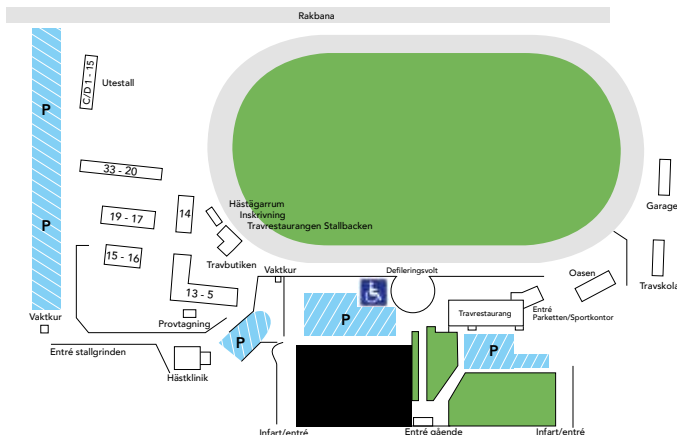 Rakbana
P
C/D 1 - 15
Utestall
33 - 20
19 - 17
14
P
15 - 16
Hästägarrum
Inskrivning
Travrestaurangen Stallbacken
Travbutiken
13 - 5
Provtagning
Vaktkur
Vaktkur
Defileringsvolt
Garage
Travskola
Oasen
Entré
Parketten/Sportkontor
Travrestaurang
P
P
P
Entré stallgrinden
Hästklinik
Infart/entré
Entré gående
Infart/entré